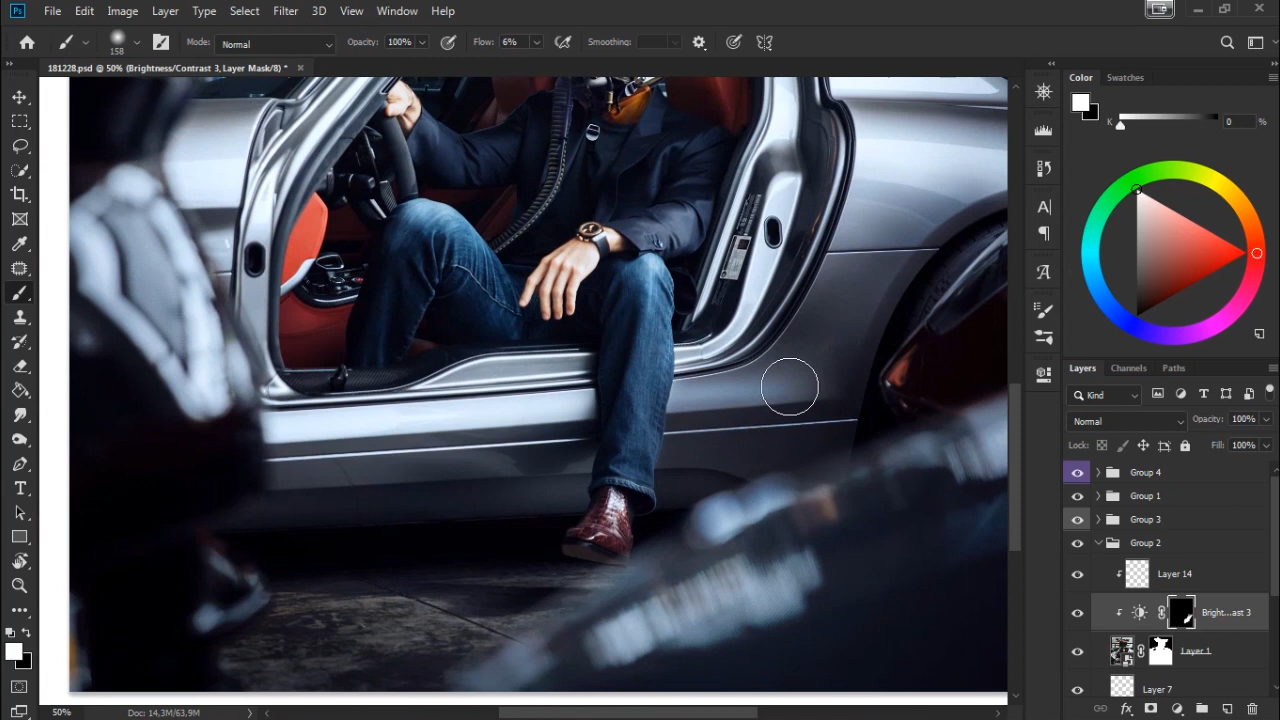 Ps File Edit Image Layer Type Select Filter 3D View Window Help
158 Mode: Normal Opacity: 100% Flow: 6% Smoothing:
181228.psd @ 50% (Brightness/Contrast 3, Layer Mask/8) * ×
Color Swatches
K 0 %
Layers Channels Paths
Kind
Normal Opacity: 100%
Lock: Fill: 100%
Group 4
Group 1
Group 3
Group 2
Layer 14
Bright...ast 3
Layer 1
Layer 7
50% Doc: 14,3M/63,9M